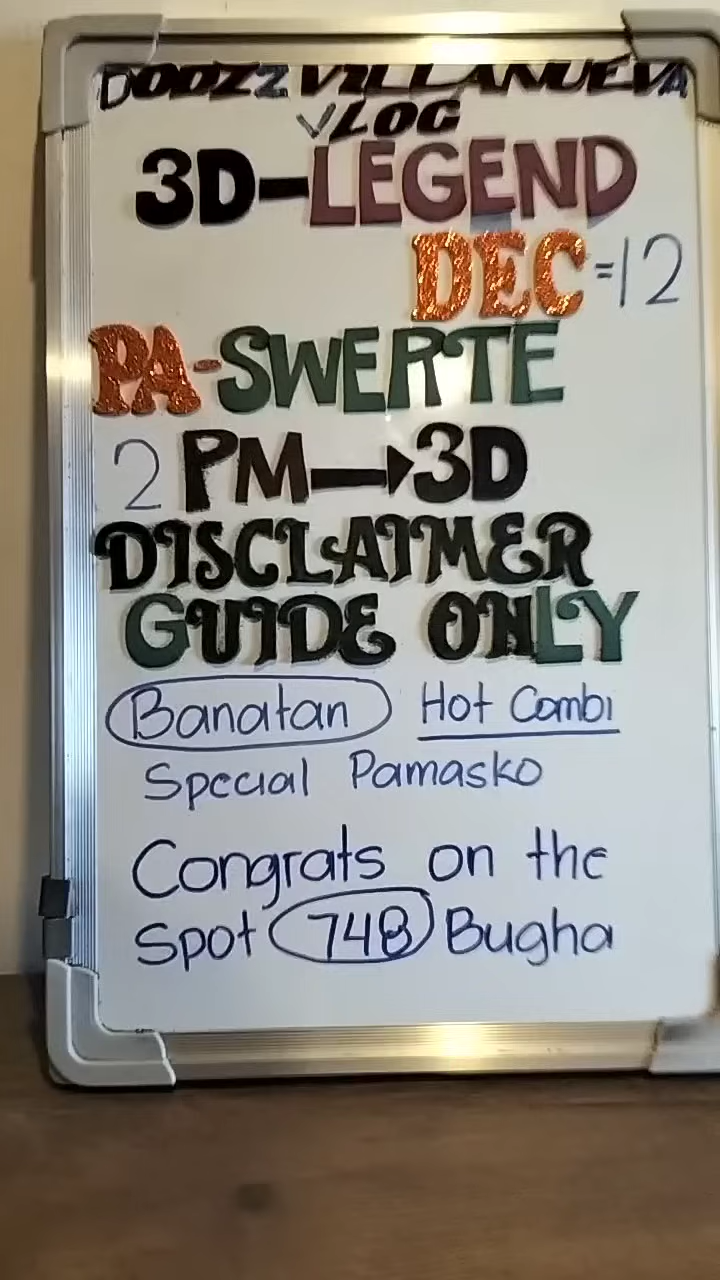 DODZZ VILLANUEVA
VLOG
3D-LEGEND
DEC=12
PA-SWERTE
2 PM→3D
DISCLAIMER
GUIDE ONLY
Banatan Hot Combi
Special Pamasko
Congrats on the
Spot 748 Bugha